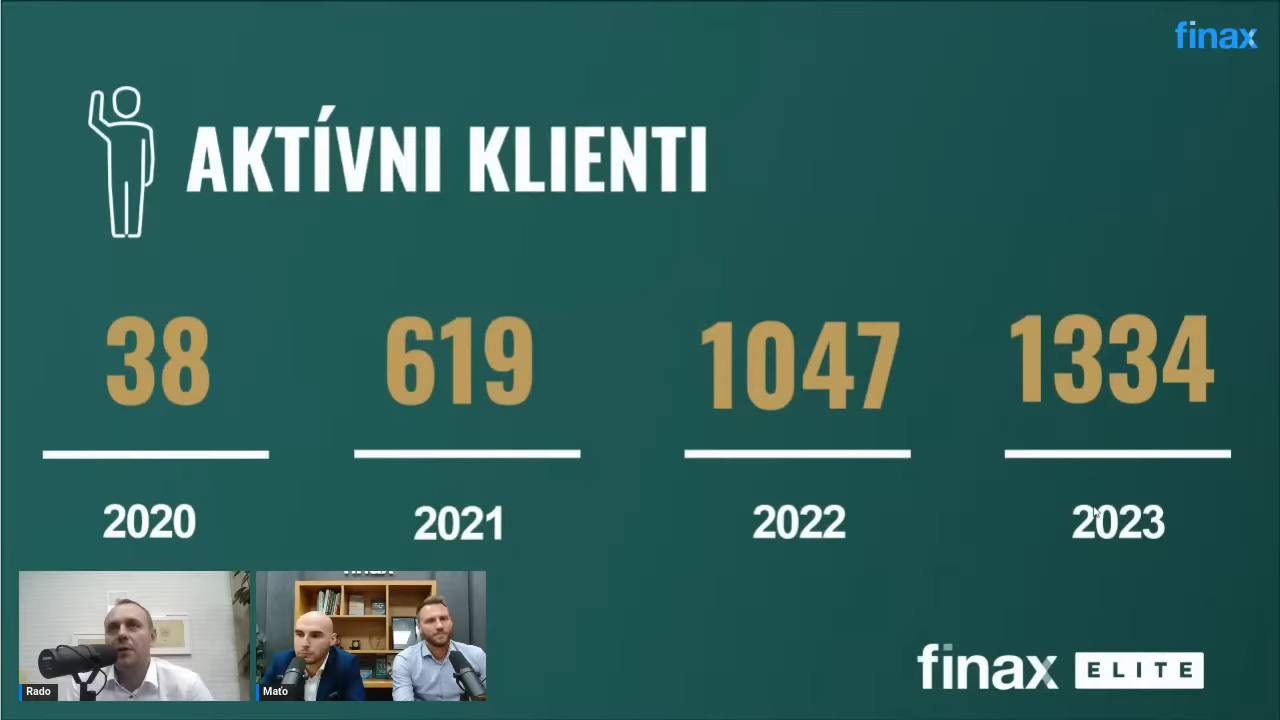 finax
AKTÍVNI KLIENTI
38 619 1047 1334
2020 2021 2022 2023
Rado
Maťo
finax ELITE